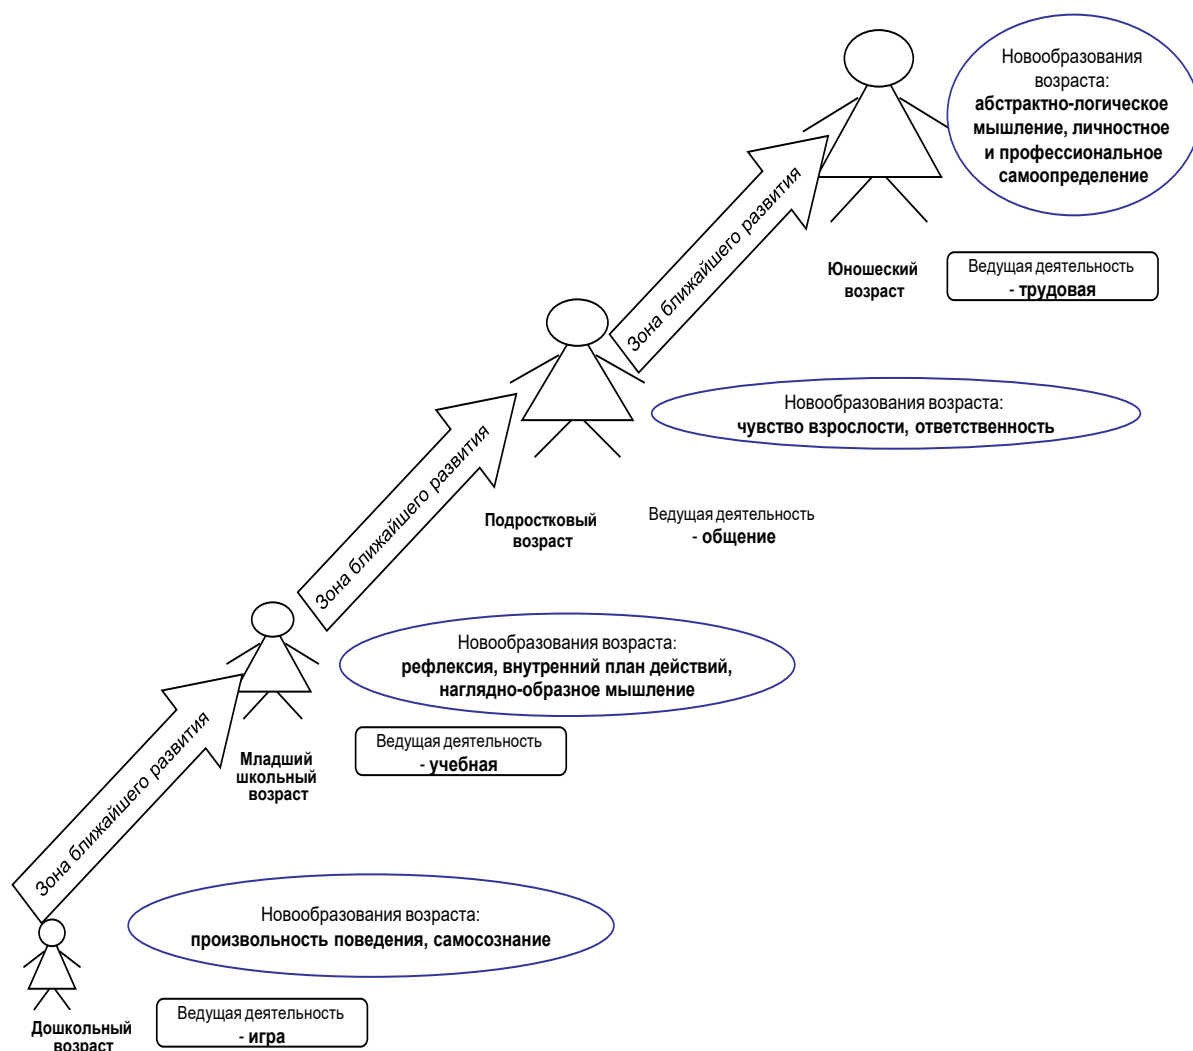 Новообразования
возраста:
абстрактно-логическое
мышление, личностное
и профессиональное
самоопределение
Зона ближайшего развития
Юношеский
возраст
Ведущая деятельность
- трудовая
Новообразования возраста:
чувство взрослости, ответственность
Зона ближайшего развития
Подростковый
возраст
Ведущая деятельность
- общение
Новообразования возраста:
рефлексия, внутренний план действий,
наглядно-образное мышление
Зона ближайшего развития
Младший
школьный
возраст
Ведущая деятельность
- учебная
Новообразования возраста:
произвольность поведения, самосознание
Дошкольный
возраст
Ведущая деятельность
- игра